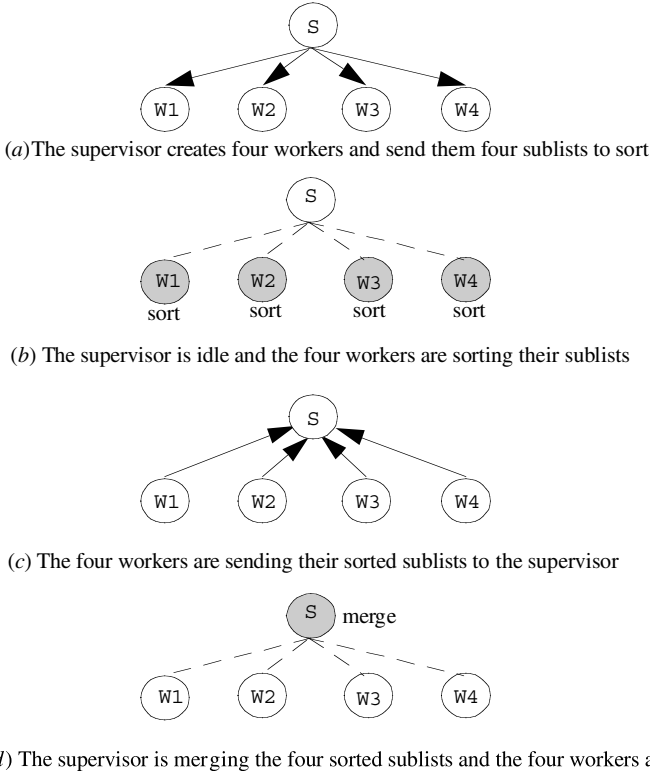 S
W1 W2 W3 W4
(a)The supervisor creates four workers and send them four sublists to sort
S
W1 W2 W3 W4
sort sort sort sort
(b) The supervisor is idle and the four workers are sorting their sublists
S
W1 W2 W3 W4
(c) The four workers are sending their sorted sublists to the supervisor
S merge
W1 W2 W3 W4
) The supervisor is merging the four sorted sublists and the four workers